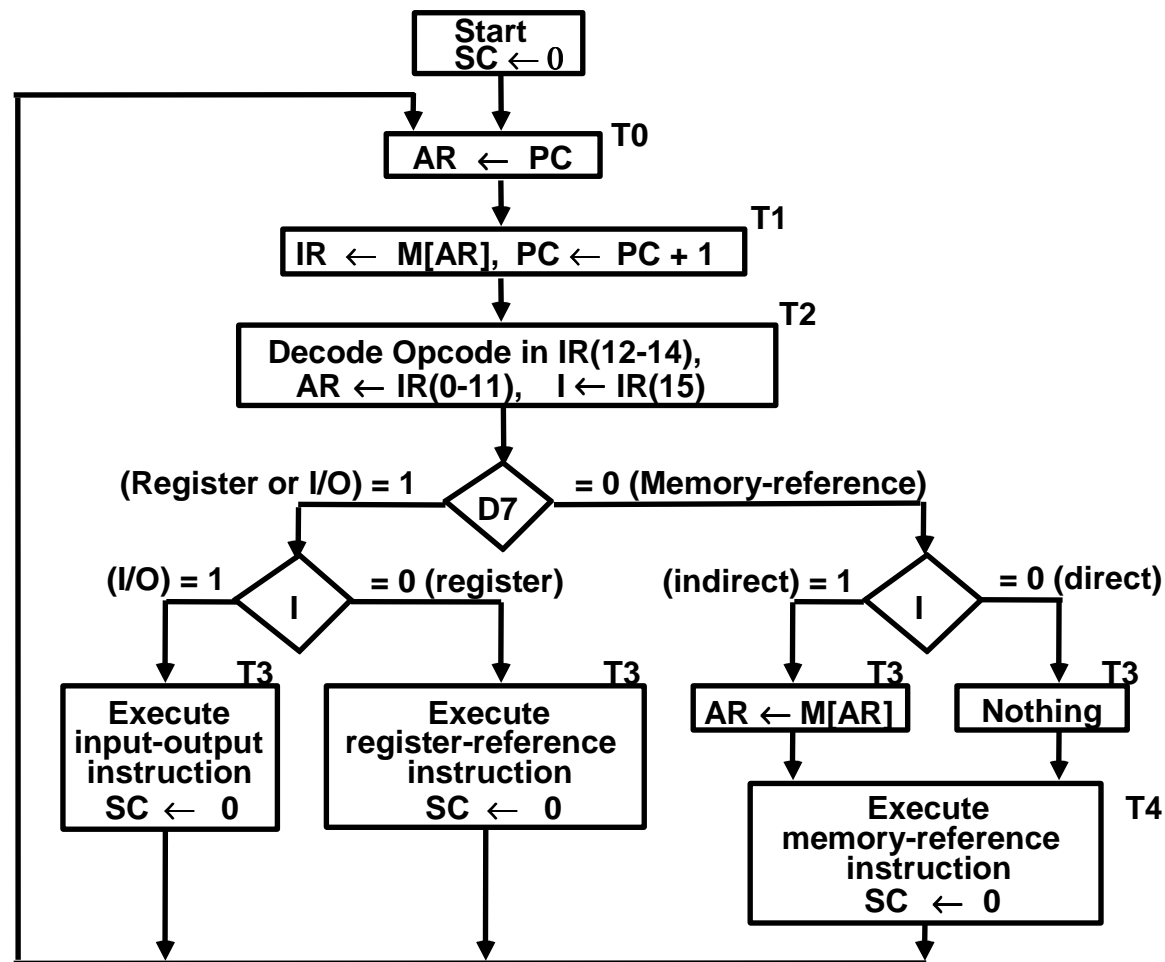 Start
SC ← 0
T0
AR ← PC
T1
IR ← M[AR], PC ← PC + 1
T2
Decode Opcode in IR(12-14),
AR ← IR(0-11), I ← IR(15)
(Register or I/O) = 1
D7
= 0 (Memory-reference)
(I/O) = 1
I
= 0 (register)
(indirect) = 1
I
= 0 (direct)
T3
Execute
input-output
instruction
SC ← 0
T3
Execute
register-reference
instruction
SC ← 0
T3
AR ← M[AR]
T3
Nothing
T4
Execute
memory-reference
instruction
SC ← 0